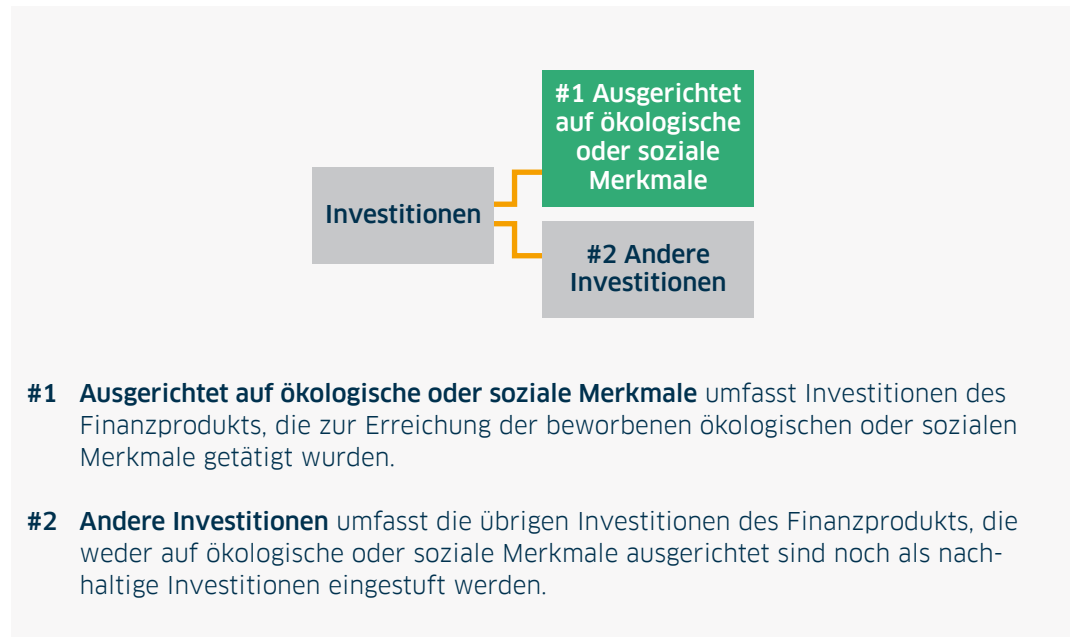 #1 Ausgerichtet
auf ökologische
oder soziale
Merkmale
Investitionen
#2 Andere
Investitionen
#1 Ausgerichtet auf ökologische oder soziale Merkmale umfasst Investitionen des
Finanzprodukts, die zur Erreichung der beworbenen ökologischen oder sozialen
Merkmale getätigt wurden.
#2 Andere Investitionen umfasst die übrigen Investitionen des Finanzprodukts, die
weder auf ökologische oder soziale Merkmale ausgerichtet sind noch als nach-
haltige Investitionen eingestuft werden.